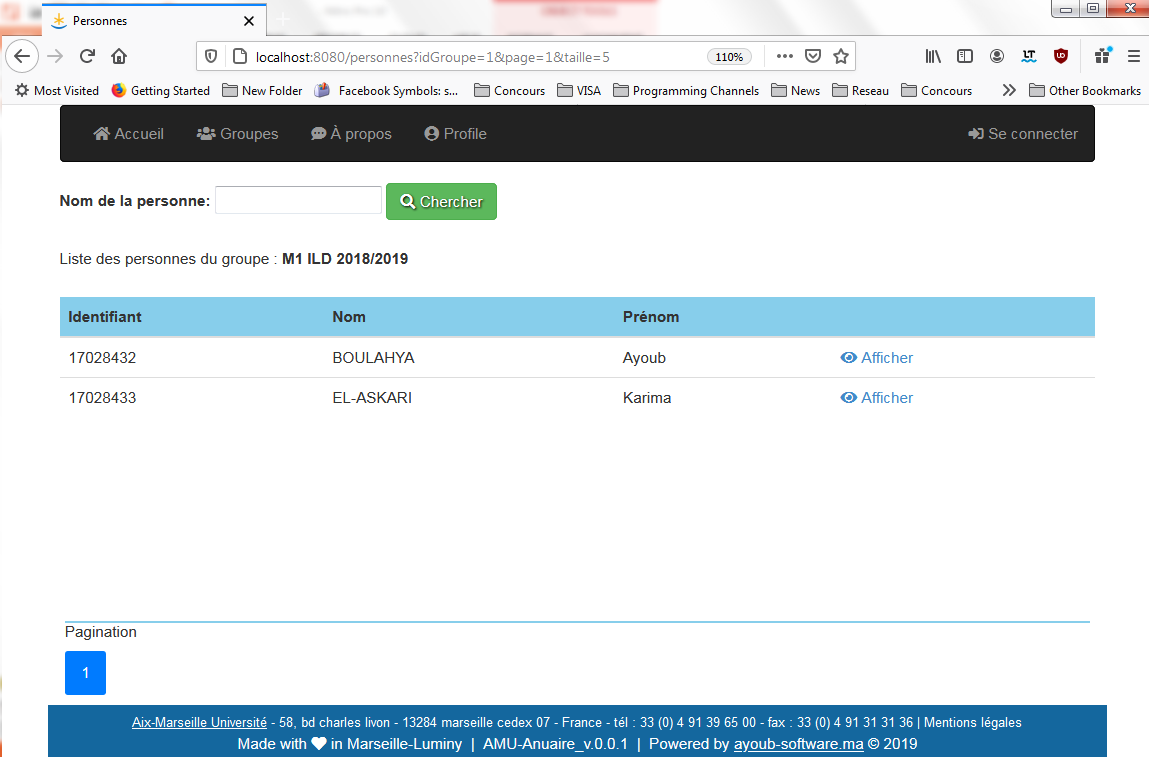 Personnes
localhost:8080/personnes?idGroupe=1&page=1&taille=5 110%
Most Visited Getting Started New Folder Facebook Symbols: s... Concours VISA Programming Channels News Reseau Concours Other Bookmarks
Accueil Groupes À propos Profile Se connecter
Nom de la personne: Chercher
Liste des personnes du groupe : M1 ILD 2018/2019
Identifiant Nom Prénom
17028432 BOULAHYA Ayoub Afficher
17028433 EL-ASKARI Karima Afficher
Pagination
1
Aix-Marseille Université - 58, bd charles livon - 13284 marseille cedex 07 - France - tél : 33 (0) 4 91 39 65 00 - fax : 33 (0) 4 91 31 31 36 | Mentions légales
Made with ❤ in Marseille-Luminy | AMU-Anuaire_v.0.0.1 | Powered by ayoub-software.ma © 2019